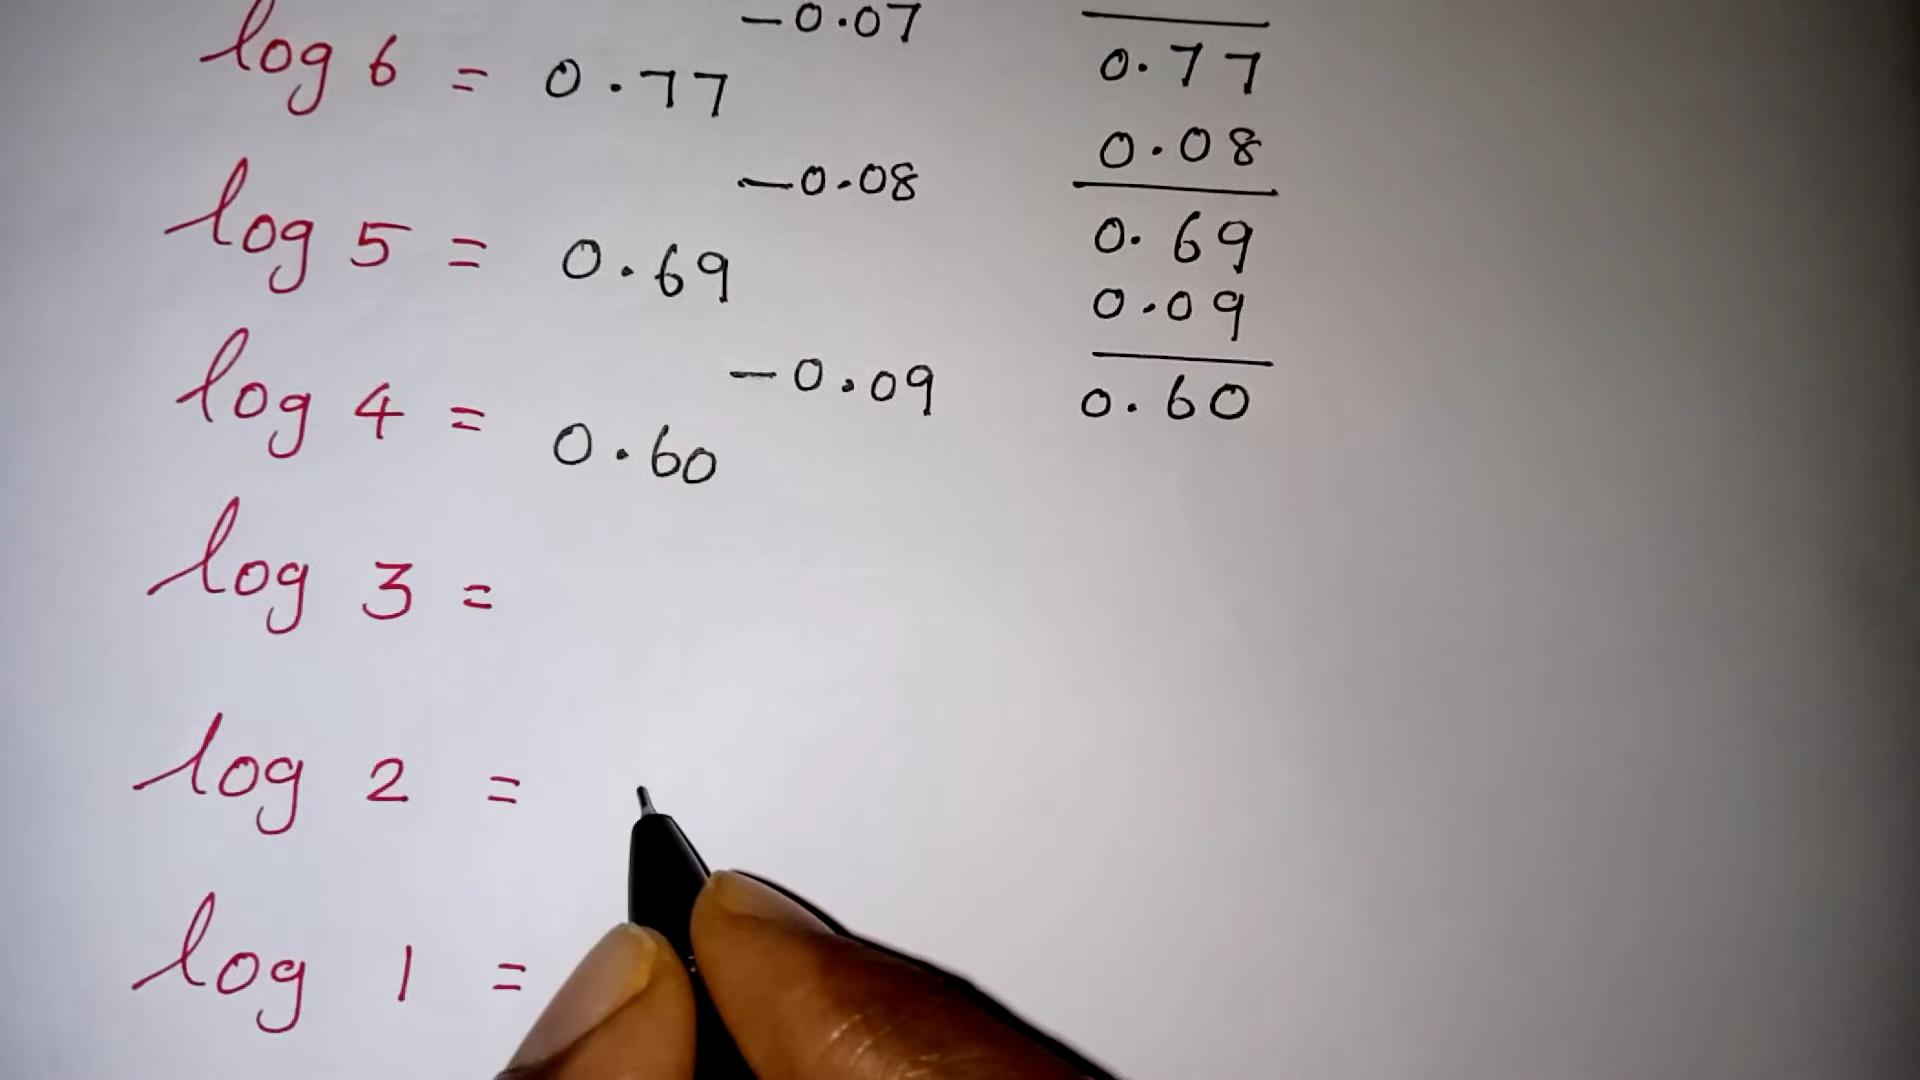 -0.07
log 6 = 0.77
-0.08
log 5 = 0.69
-0.09
log 4 = 0.60
log 3 =
log 2 =
log 1 =
0.77
0.08
0.69
0.09
0.60